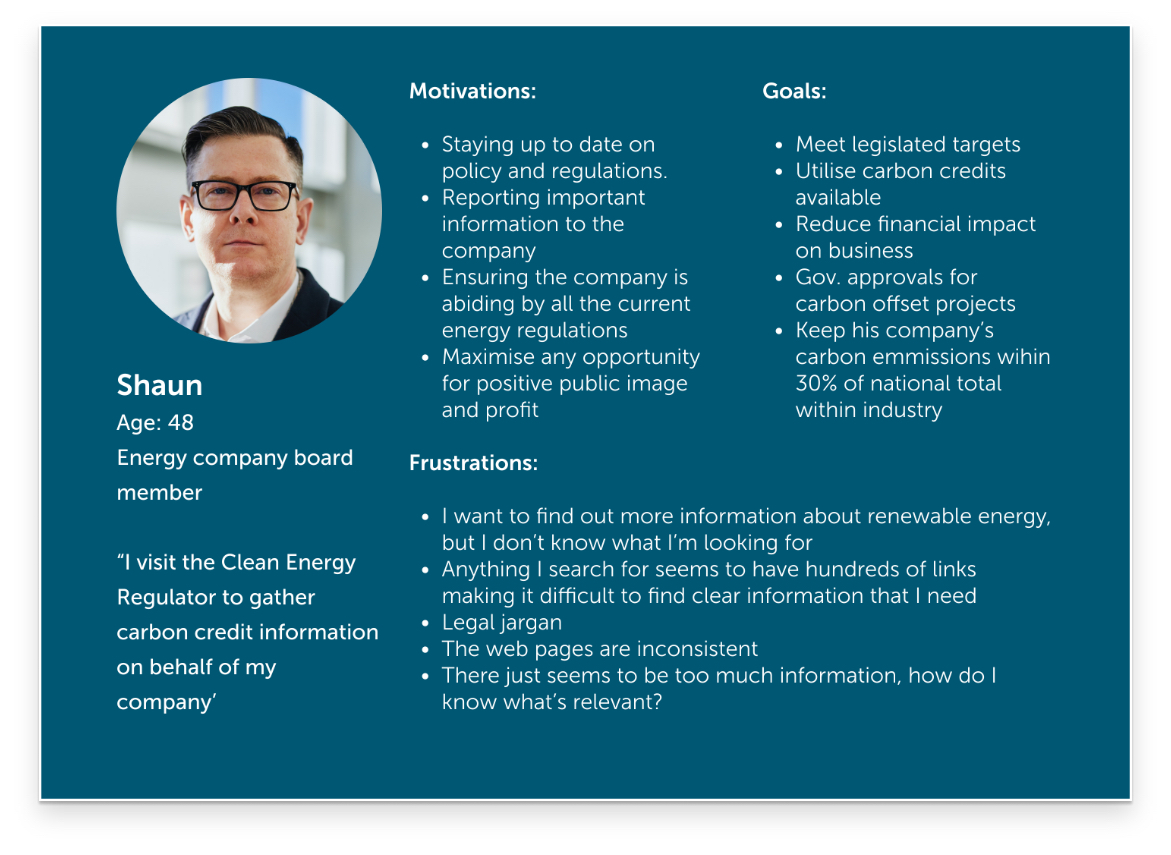 Shaun
Age: 48
Energy company board
member
“I visit the Clean Energy
Regulator to gather
carbon credit information
on behalf of my
company’
Motivations:
• Staying up to date on
policy and regulations.
• Reporting important
information to the
company
• Ensuring the company is
abiding by all the current
energy regulations
• Maximise any opportunity
for positive public image
and profit
Goals:
• Meet legislated targets
• Utilise carbon credits
available
• Reduce financial impact
on business
• Gov. approvals for
carbon offset projects
• Keep his company’s
carbon emmissions wihin
30% of national total
within industry
Frustrations:
• I want to find out more information about renewable energy,
but I don’t know what I’m looking for
• Anything I search for seems to have hundreds of links
making it difficult to find clear information that I need
• Legal jargan
• The web pages are inconsistent
• There just seems to be too much information, how do I
know what’s relevant?